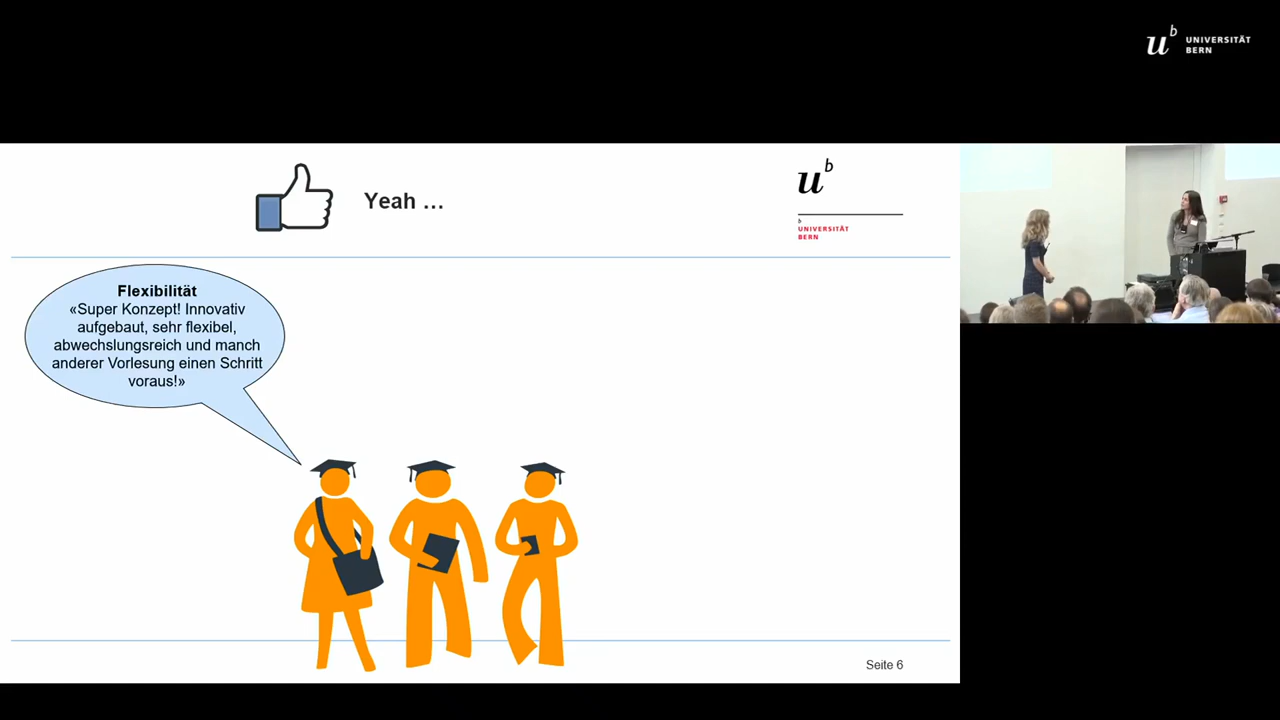 u^b UNIVERSITÄT
BERN
Yeah …
u^b
b
UNIVERSITÄT
BERN
Flexibilität
«Super Konzept! Innovativ
aufgebaut, sehr flexibel,
abwechslungsreich und manch
anderer Vorlesung einen Schritt
voraus!»
Seite 6